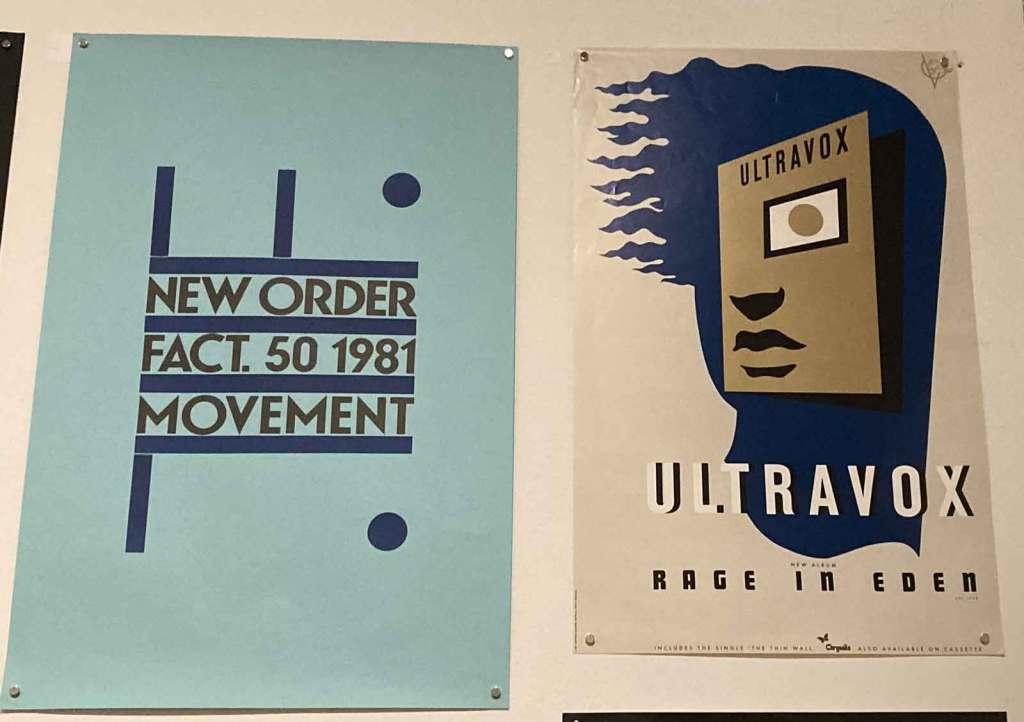 NEW ORDER
FACT. 50 1981
MOVEMENT
ULTRAVOX
ULTRAVOX
NEW ALBUM
RAGE IN EDEN
INCLUDES THE SINGLE 'THE THIN WALL' Chrysalis ALSO AVAILABLE ON CASSETTE